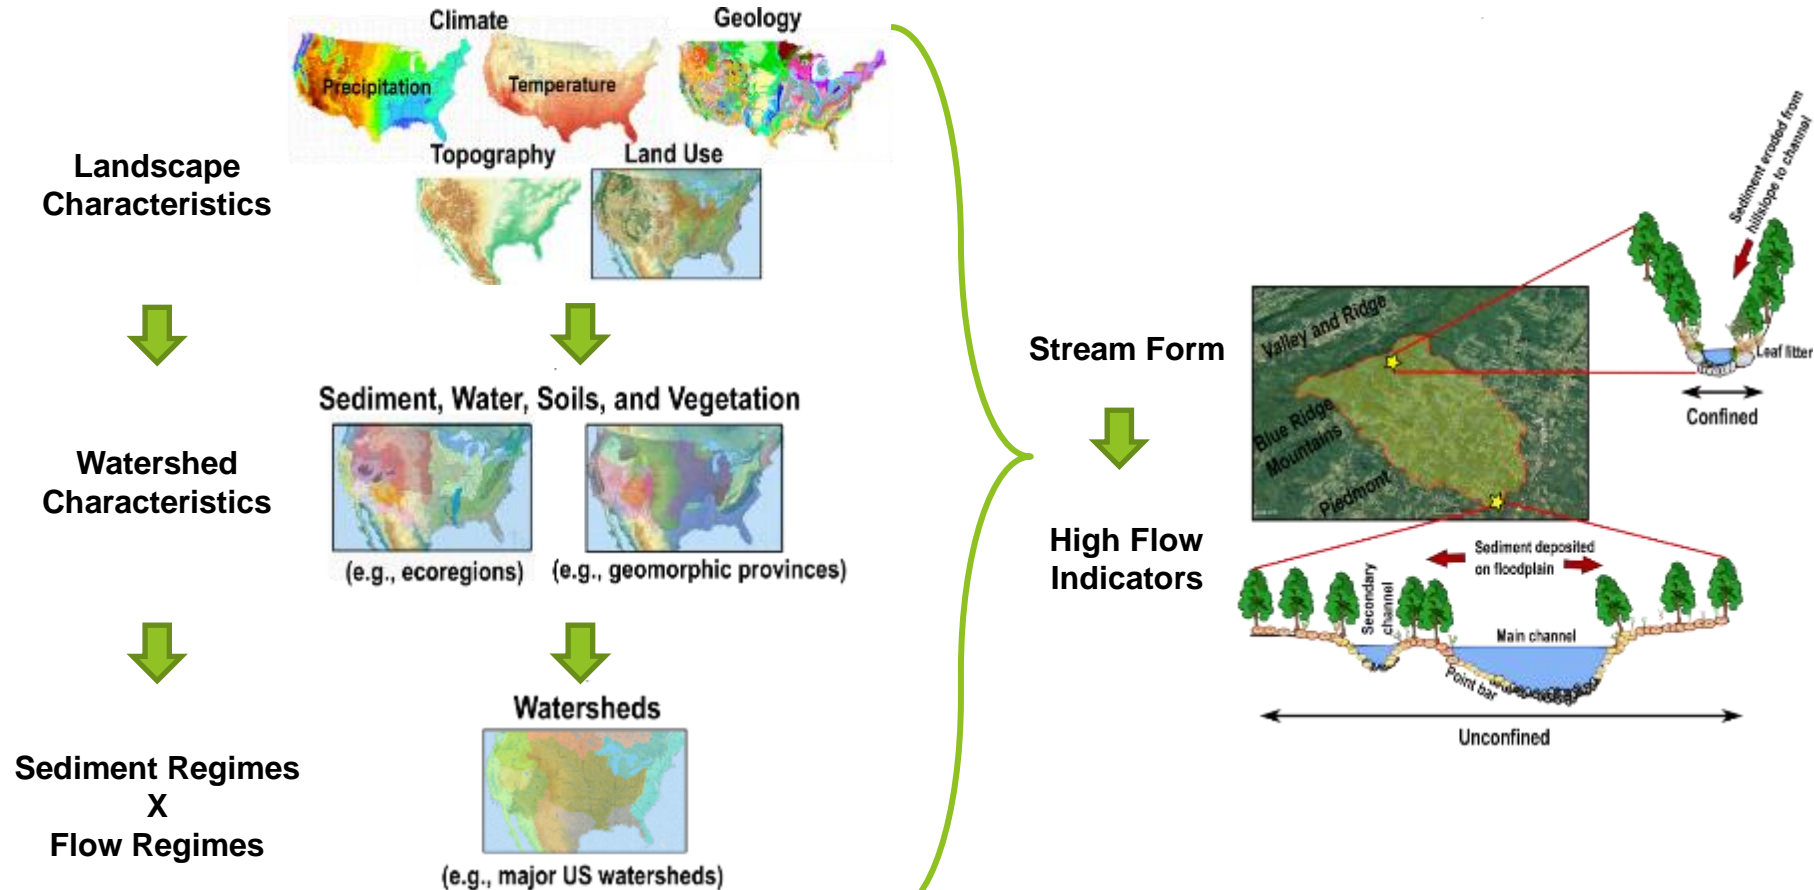 Climate
Geology
Precipitation
Temperature
Topography
Land Use
Landscape
Characteristics
Sediment, Water, Soils, and Vegetation
(e.g., ecoregions)
(e.g., geomorphic provinces)
Watershed
Characteristics
Watersheds
(e.g., major US watersheds)
Sediment Regimes
X
Flow Regimes
Stream Form
High Flow
Indicators
Valley and Ridge
Blue Ridge
Mountains
Piedmont
Sediment eroded from
hillslope to channel
Leaf litter
Confined
Sediment deposited
on floodplain
Secondary
channel
Main channel
Point bar
Unconfined